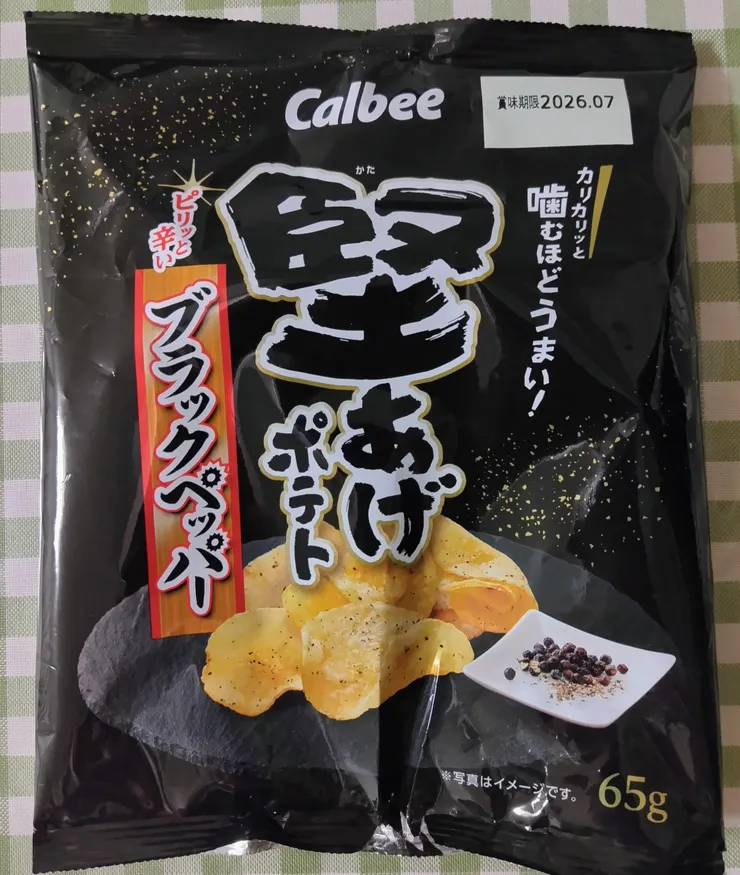 Calbee
賞味期限2026.07
カリカリッと
噛むほどうまい!
かた
堅あげ
ポテト
ピリッと
辛い
ブラックペッパー
※写真はイメージです。
65g